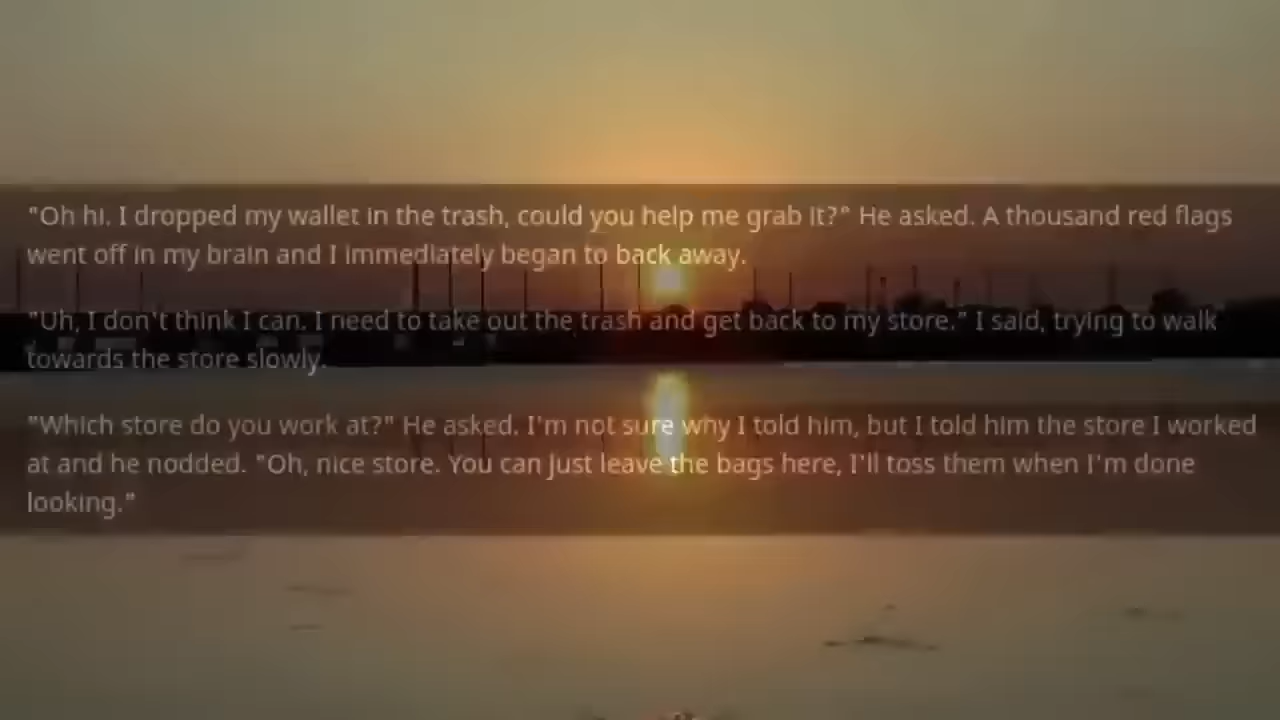 "Oh hi. I dropped my wallet in the trash, could you help me grab it?" He asked. A thousand red flags
went off in my brain and I immediately began to back away.
"Uh, I don't think I can. I need to take out the trash and get back to my store." I said, trying to walk
towards the store slowly.
"Which store do you work at?" He asked. I'm not sure why I told him, but I told him the store I worked
at and he nodded. "Oh, nice store. You can just leave the bags here, I'll toss them when I'm done
looking."